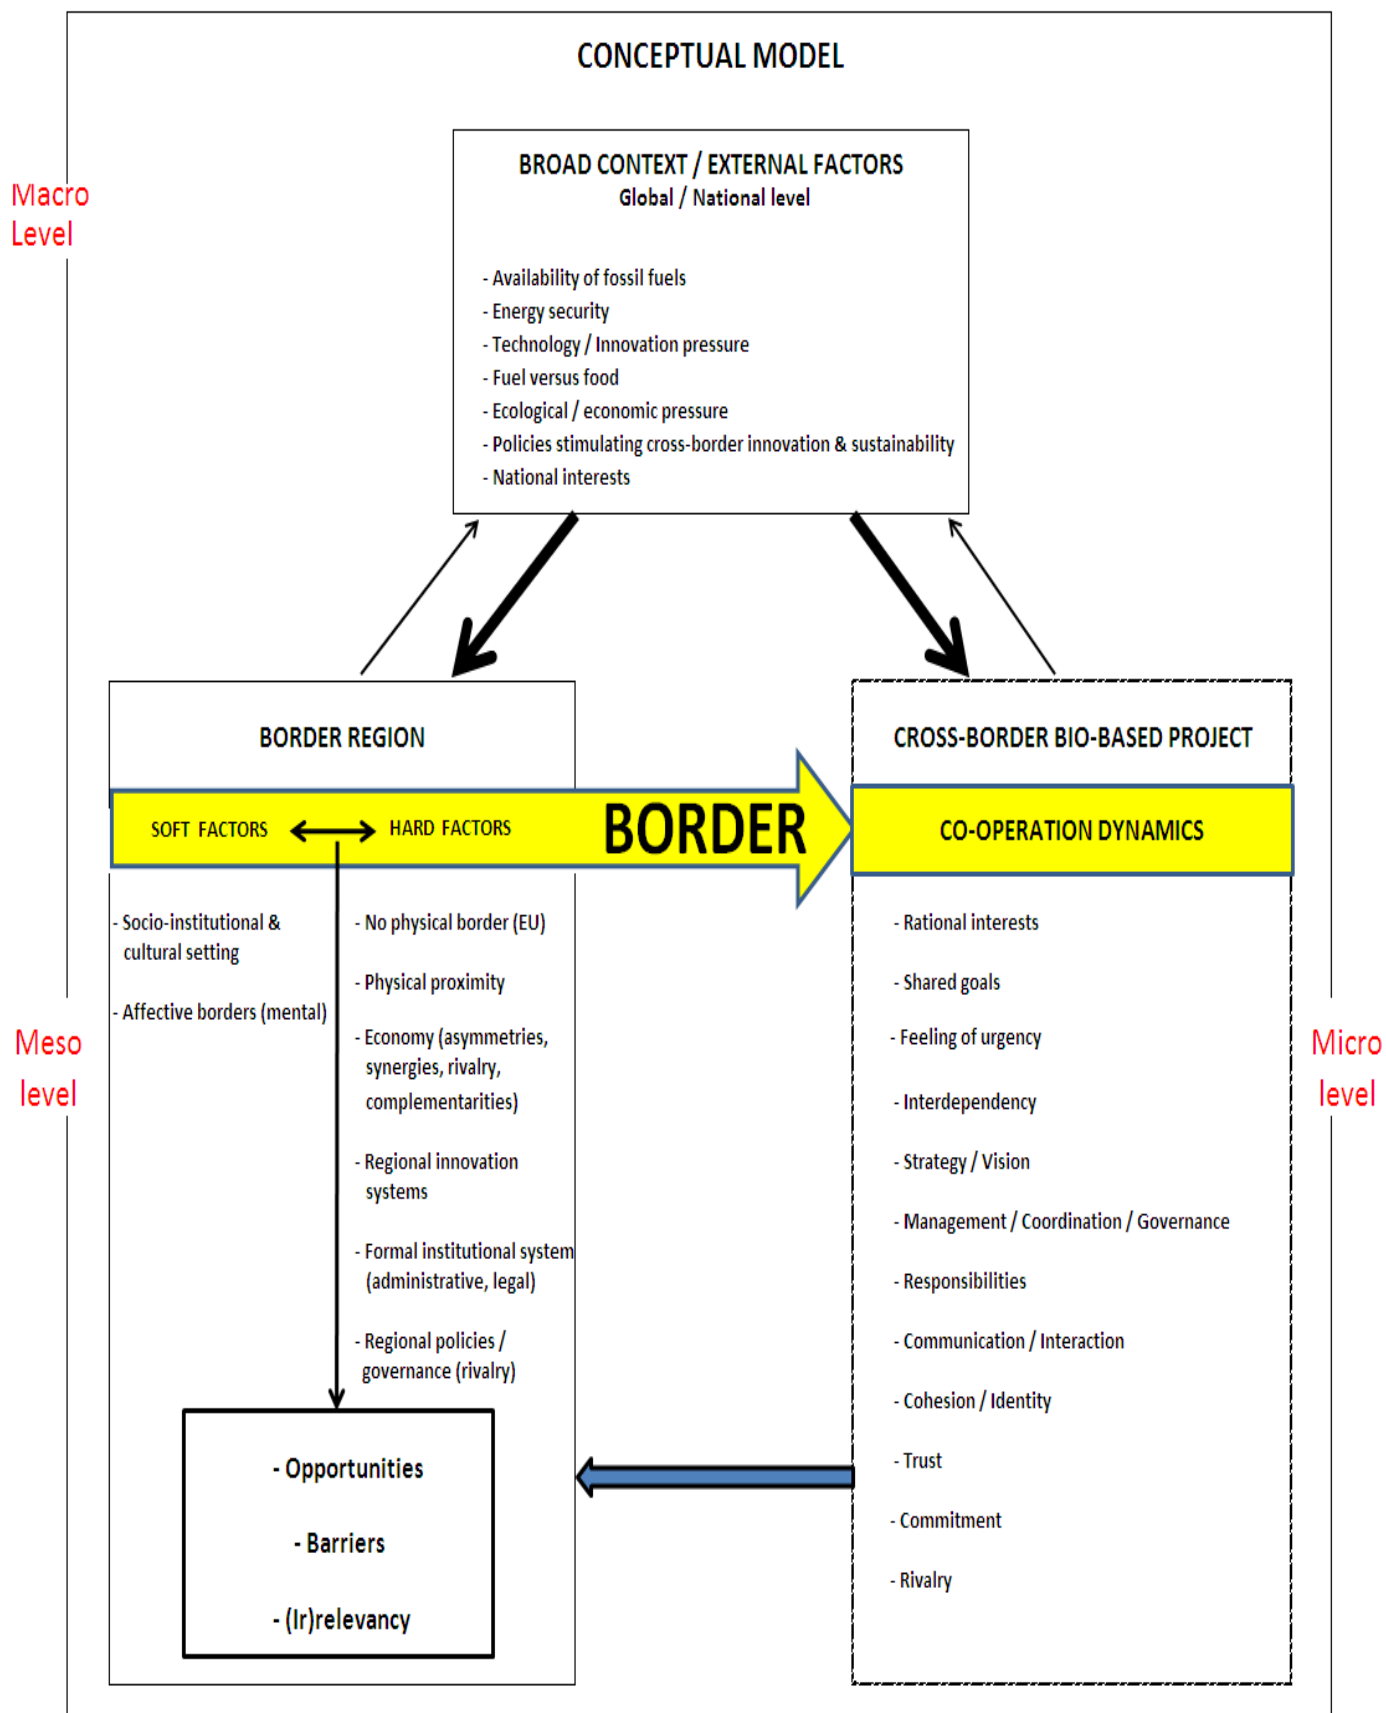 CONCEPTUAL MODEL
Macro
Level
BROAD CONTEXT / EXTERNAL FACTORS
Global / National level
- Availability of fossil fuels
- Energy security
- Technology / Innovation pressure
- Fuel versus food
- Ecological / economic pressure
- Policies stimulating cross-border innovation & sustainability
- National interests
BORDER REGION
SOFT FACTORS
HARD FACTORS
BORDER
- Socio-institutional &
cultural setting
- Affective borders (mental)
- No physical border (EU)
- Physical proximity
- Economy (asymmetries,
synergies, rivalry,
complementarities)
- Regional innovation
systems
- Formal institutional system
(administrative, legal)
- Regional policies /
governance (rivalry)
- Opportunities
- Barriers
- (Ir)relevancy
Meso
level
CROSS-BORDER BIO-BASED PROJECT
CO-OPERATION DYNAMICS
- Rational interests
- Shared goals
- Feeling of urgency
- Interdependency
- Strategy / Vision
- Management / Coordination / Governance
- Responsibilities
- Communication / Interaction
- Cohesion / Identity
- Trust
- Commitment
- Rivalry
Micro
level